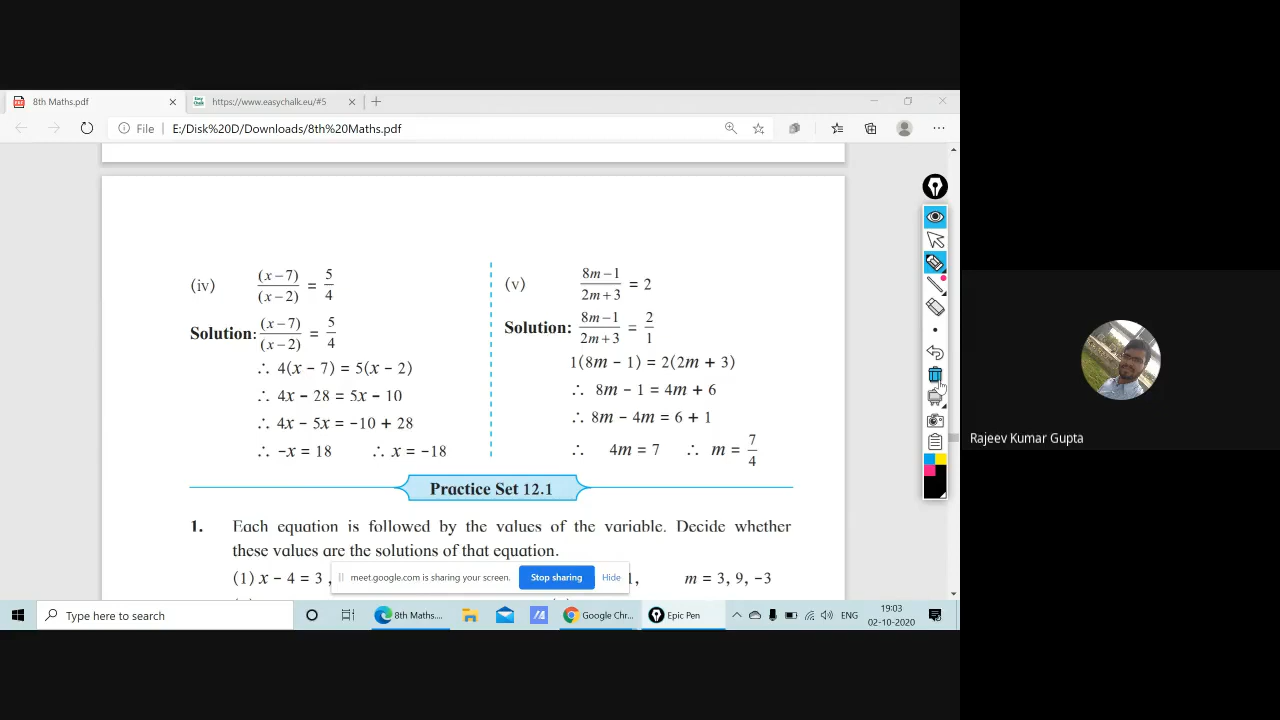 8th Maths.pdf
https://www.easychalk.eu/#5
File E:/Disk%20D/Downloads/8th%20Maths.pdf
(iv) (x – 7)/(x – 2) = 5/4
Solution: (x – 7)/(x – 2) = 5/4
∴ 4(x – 7) = 5(x – 2)
∴ 4x – 28 = 5x – 10
∴ 4x – 5x = –10 + 28
∴ –x = 18 ∴ x = –18
(v) 8m – 1/2m + 3 = 2
Solution: 8m – 1/2m + 3 = 2/1
1(8m – 1) = 2(2m + 3)
∴ 8m – 1 = 4m + 6
∴ 8m – 4m = 6 + 1
∴ 4m = 7 ∴ m = 7/4
Practice Set 12.1
1. Each equation is followed by the values of the variable. Decide whether
these values are the solutions of that equation.
(1) x – 4 = 3 , 1, m = 3, 9, –3
meet.google.com is sharing your screen. Stop sharing Hide
Type here to search
8th Maths....
Google Chr...
Epic Pen
ENG
19:03
02-10-2020
Rajeev Kumar Gupta